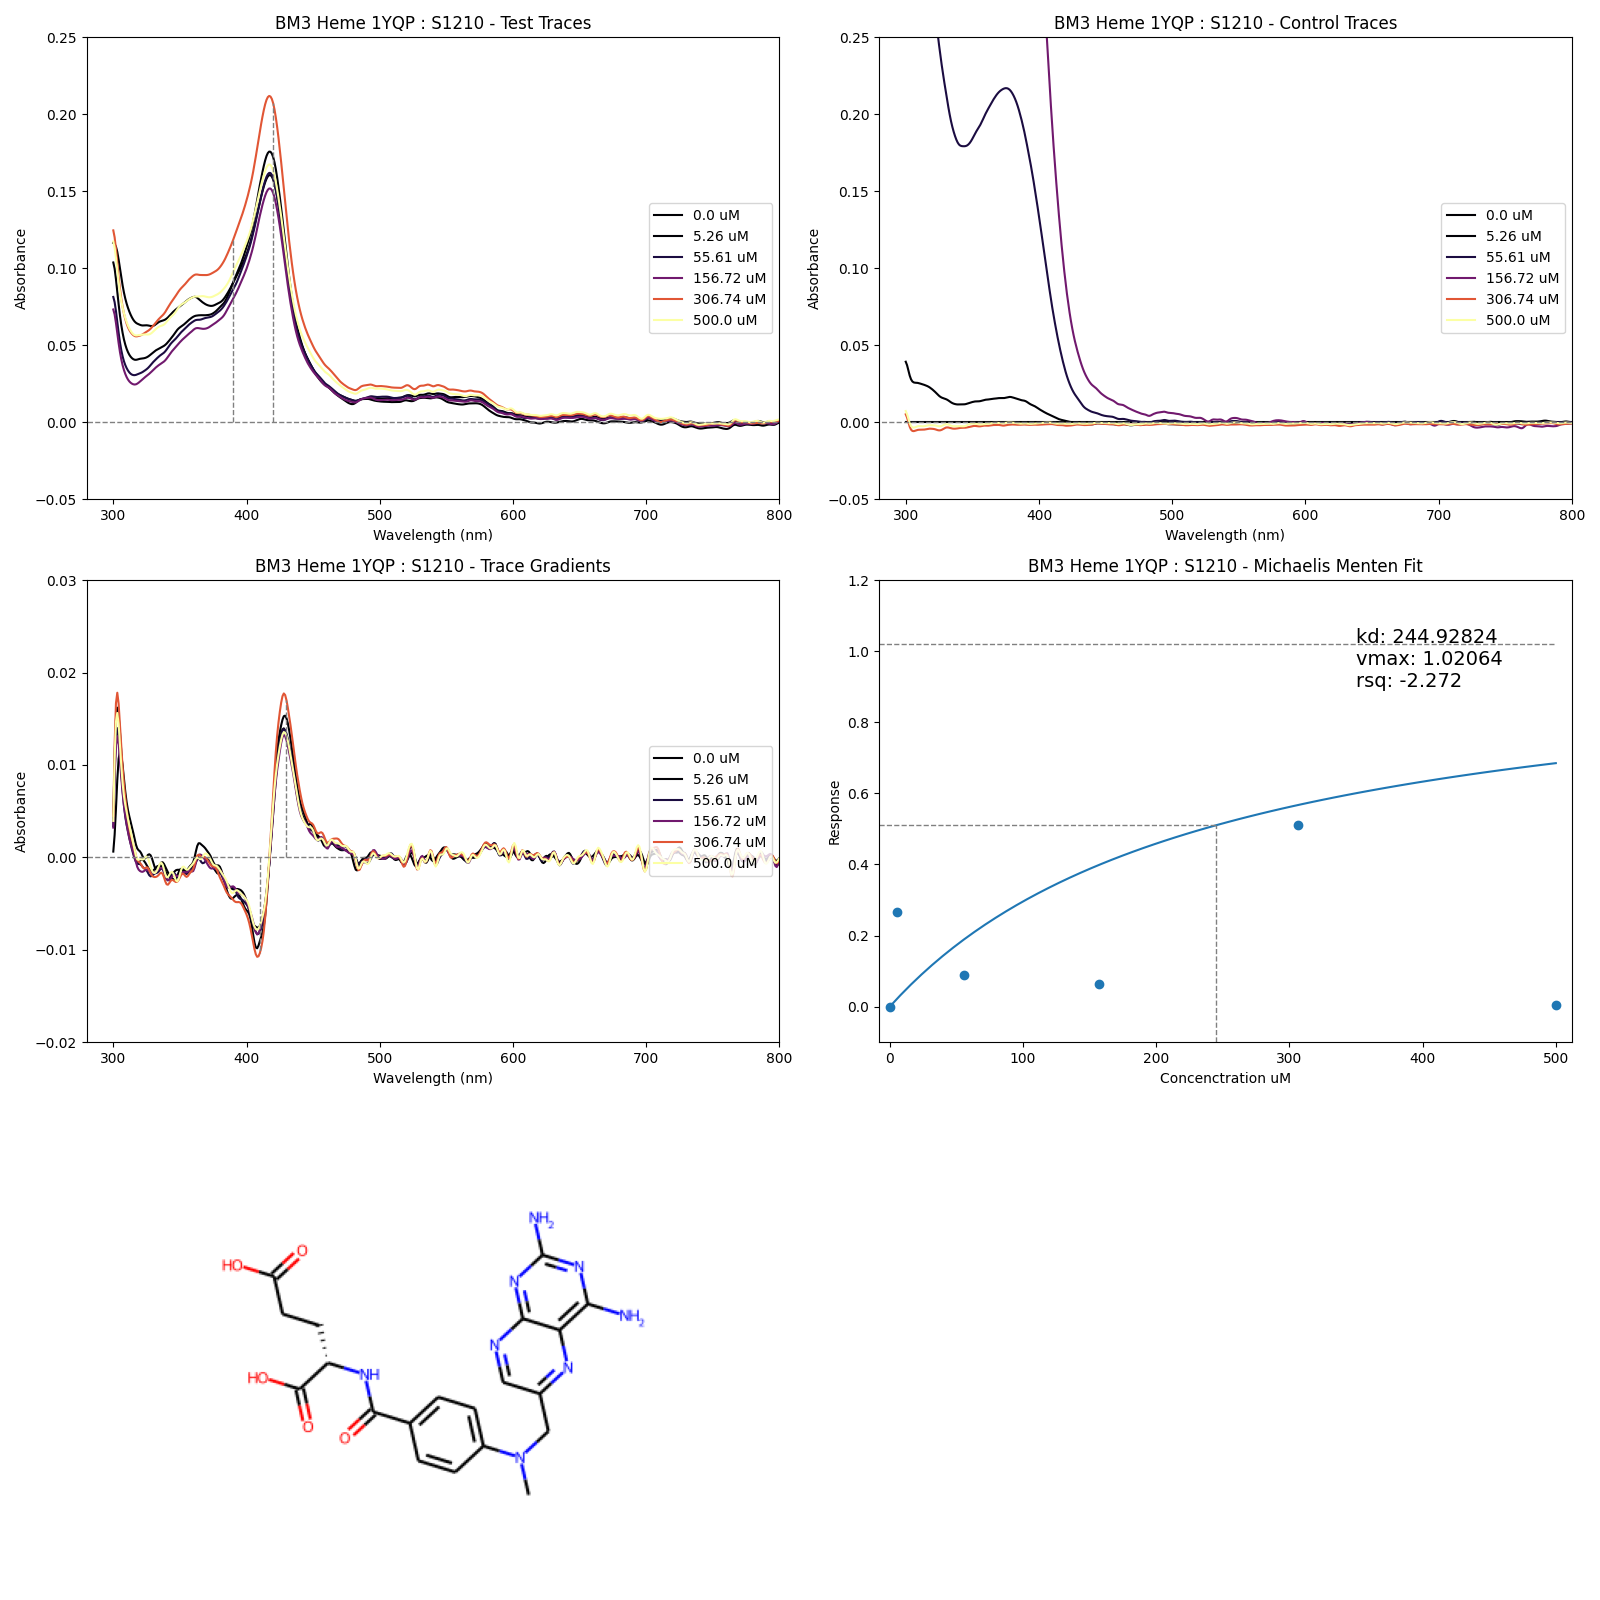 BM3 Heme 1YQP : S1210 - Test Traces
0.25
0.20
0.15
0.10
0.05
0.00
−0.05
Absorbance
300
400
500
600
700
800
Wavelength (nm)
0.0 uM
5.26 uM
55.61 uM
156.72 uM
306.74 uM
500.0 uM
BM3 Heme 1YQP : S1210 - Control Traces
0.25
0.20
0.15
0.10
0.05
0.00
−0.05
Absorbance
300
400
500
600
700
800
Wavelength (nm)
0.0 uM
5.26 uM
55.61 uM
156.72 uM
306.74 uM
500.0 uM
BM3 Heme 1YQP : S1210 - Trace Gradients
0.03
0.02
0.01
0.00
−0.01
−0.02
Absorbance
300
400
500
600
700
800
Wavelength (nm)
0.0 uM
5.26 uM
55.61 uM
156.72 uM
306.74 uM
500.0 uM
BM3 Heme 1YQP : S1210 - Michaelis Menten Fit
1.2
1.0
0.8
0.6
0.4
0.2
0.0
Response
kd: 244.92824
vmax: 1.02064
rsq: -2.272
0
100
200
300
400
500
Concenctration uM
NH2
N
N
NH2
N
N
HO
O
HO
O
NH
O
N